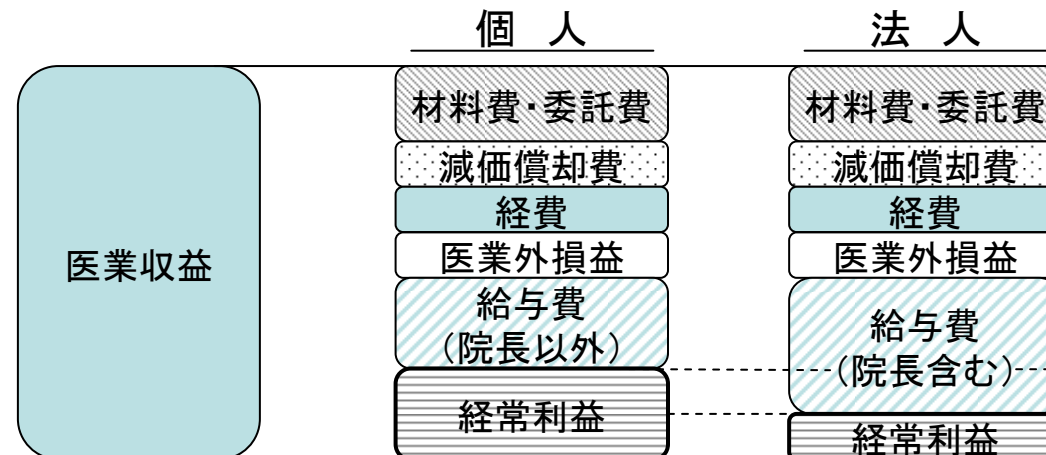 個 人
法 人
医業収益
材料費・委託費
減価償却費
経費
医業外損益
給与費
（院長以外）
経常利益
材料費・委託費
減価償却費
経費
医業外損益
給与費
（院長含む）
経常利益